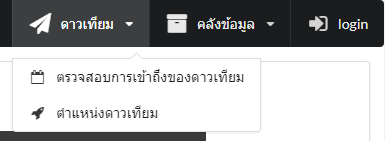 ดาวเทียม คลังข้อมูล login
ตรวจสอบการเข้าถึงของดาวเทียม
ตำแหน่งดาวเทียม